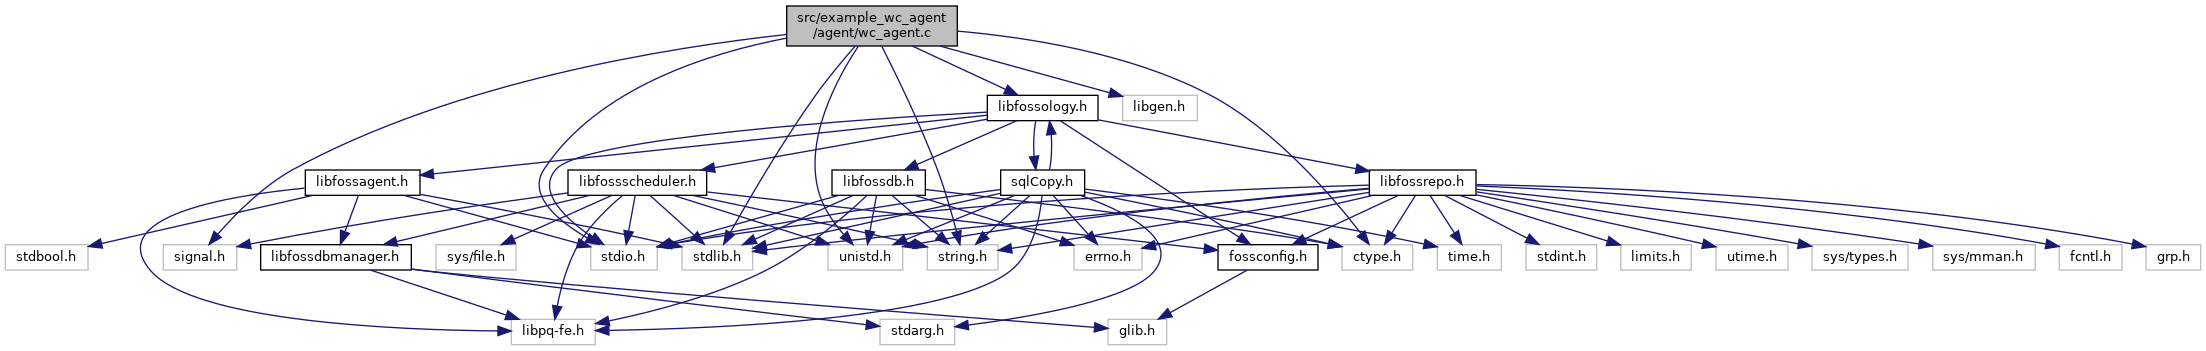 src/example_wc_agent
/agent/wc_agent.c
libfossology.h
libgen.h
libfossagent.h
libfossscheduler.h
libfossdb.h
sqlCopy.h
libfossrepo.h
stdbool.h
signal.h
libfossdbmanager.h
sys/file.h
stdio.h
stdlib.h
unistd.h
string.h
errno.h
fossconfig.h
ctype.h
time.h
stdint.h
limits.h
utime.h
sys/types.h
sys/mman.h
fcntl.h
grp.h
libpq-fe.h
stdarg.h
glib.h